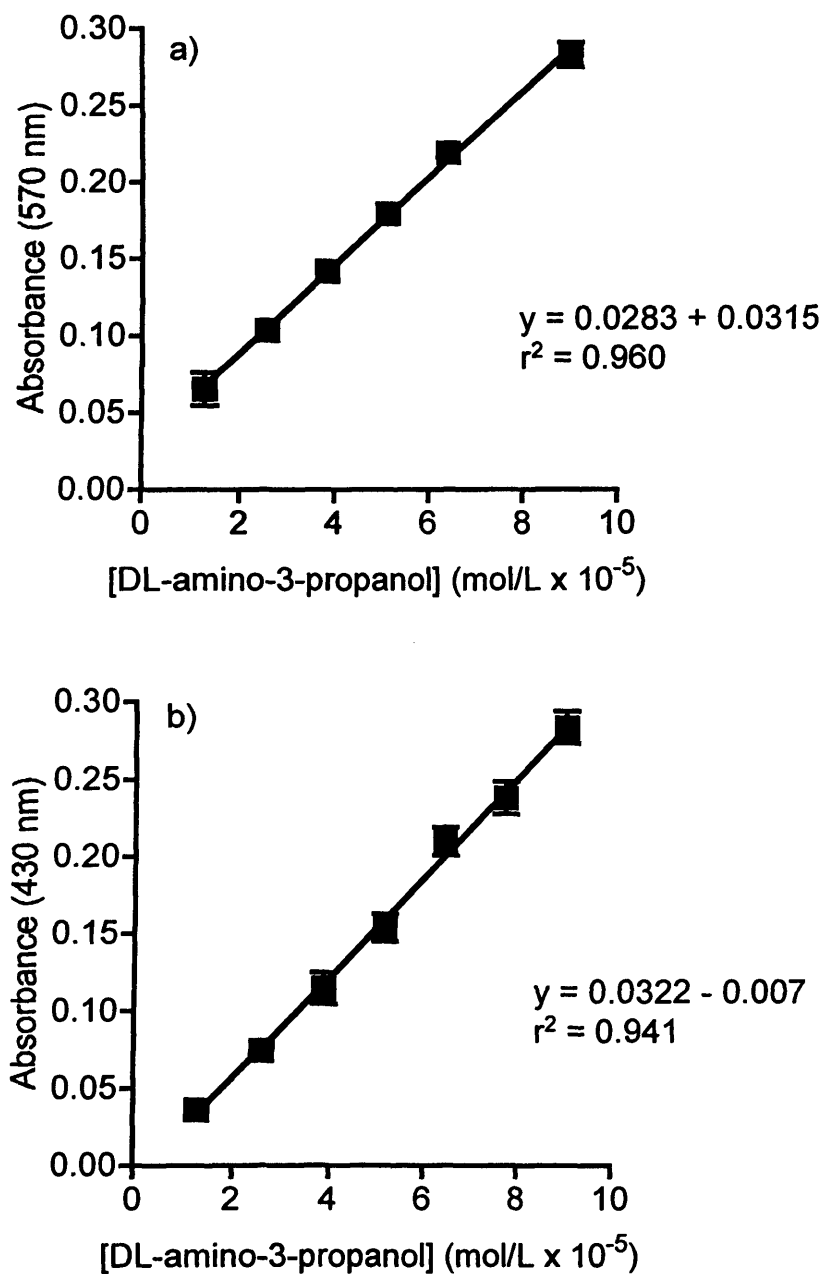 a)
Absorbance (570 nm)
0.30
0.25
0.20
0.15
0.10
0.05
0.00
0 2 4 6 8 10
y = 0.0283 + 0.0315
r² = 0.960
[DL-amino-3-propanol] (mol/L x 10⁻⁵)
b)
Absorbance (430 nm)
0.30
0.25
0.20
0.15
0.10
0.05
0.00
0 2 4 6 8 10
y = 0.0322 - 0.007
r² = 0.941
[DL-amino-3-propanol] (mol/L x 10⁻⁵)